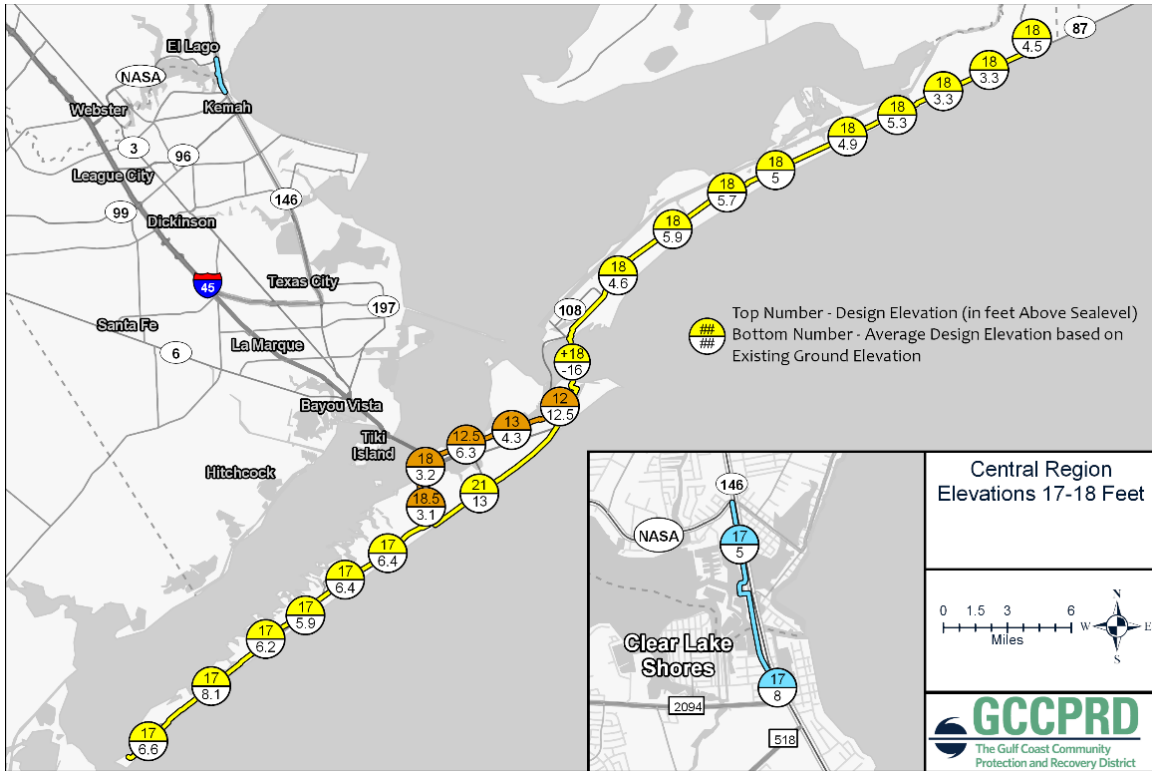 18
4.5
87
El Lago
18
3.3
NASA
18
3.3
Webster
Kemah
18
5.3
18
4.9
3
96
18
5
League City
18
5.7
146
99
Dickinson
18
5.9
45
Texas City
18
4.6
197
108
Santa Fe
6
La Marque
##
##
Top Number - Design Elevation (in feet Above Sealevel)
Bottom Number - Average Design Elevation based on
Existing Ground Elevation
+18
-16
Bayou Vista
12
12.5
13
4.3
12.5
6.3
Tiki
Island
18
3.2
Hitchcock
21
13
18.5
3.1
17
6.4
17
6.4
17
5.9
17
6.2
17
8.1
17
6.6
146
NASA
17
5
Clear Lake
Shores
17
8
2094
518
Central Region
Elevations 17-18 Feet
0 1.5 3 6
Miles
N
W E
S
GCCPRD
The Gulf Coast Community
Protection and Recovery District